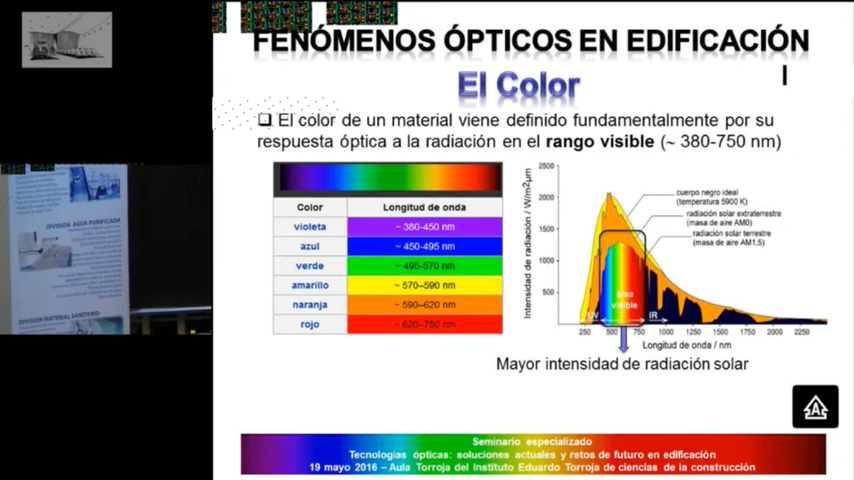 FENÓMENOS ÓPTICOS EN EDIFICACIÓN
El Color
❑ El color de un material viene definido fundamentalmente por su
respuesta óptica a la radiación en el rango visible (~ 380-750 nm)
Color Longitud de onda
violeta ~ 380-450 nm
azul ~ 450-495 nm
verde ~ 495-570 nm
amarillo ~ 570–590 nm
naranja ~ 590–620 nm
rojo ~ 620–750 nm
Intensidad de radiación / W/m2μm
2500
2000
1500
1000
500
cuerpo negro ideal
(temperatura 5900 K)
radiación solar extraterrestre
(masa de aire AM0)
radiación solar terrestre
(masa de aire AM1,5)
área
visible
UV IR
250 500 750 1000 1250 1500 1750 2000 2250
Longitud de onda / nm
Mayor intensidad de radiación solar
Seminario especializado
Tecnologías ópticas: soluciones actuales y retos de futuro en edificación
19 mayo 2016 – Aula Torroja del Instituto Eduardo Torroja de ciencias de la construcción
DIVISIÓN AGUA PURIFICADA
DIVISIÓN MATERIAL SANITARIO